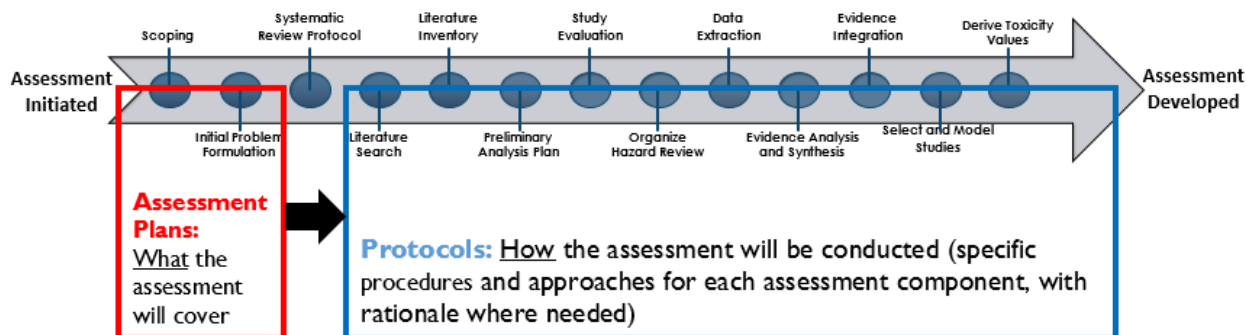 Scoping
Systematic
Review Protocol
Literature
Inventory
Study
Evaluation
Data
Extraction
Evidence
Integration
Derive Toxicity
Values
Assessment
Initiated
Assessment
Developed
Initial Problem
Formulation
Literature
Search
Preliminary
Analysis Plan
Organize
Hazard Review
Evidence Analysis
and Synthesis
Select and Model
Studies
Assessment
Plans:
What the
assessment
will cover
Protocols: How the assessment will be conducted (specific
procedures and approaches for each assessment component, with
rationale where needed)